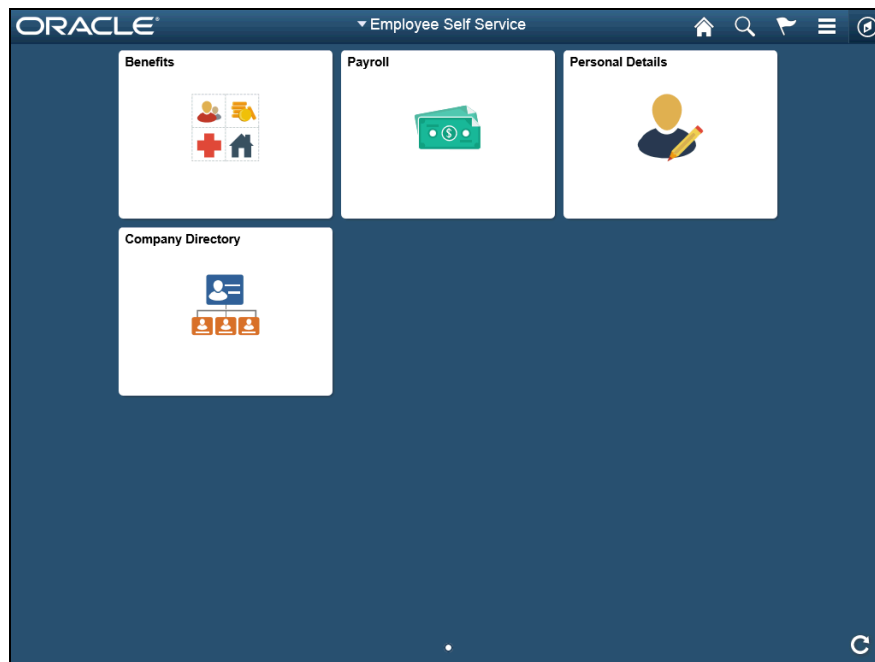 ORACLE
Employee Self Service
Benefits
Payroll
Personal Details
Company Directory